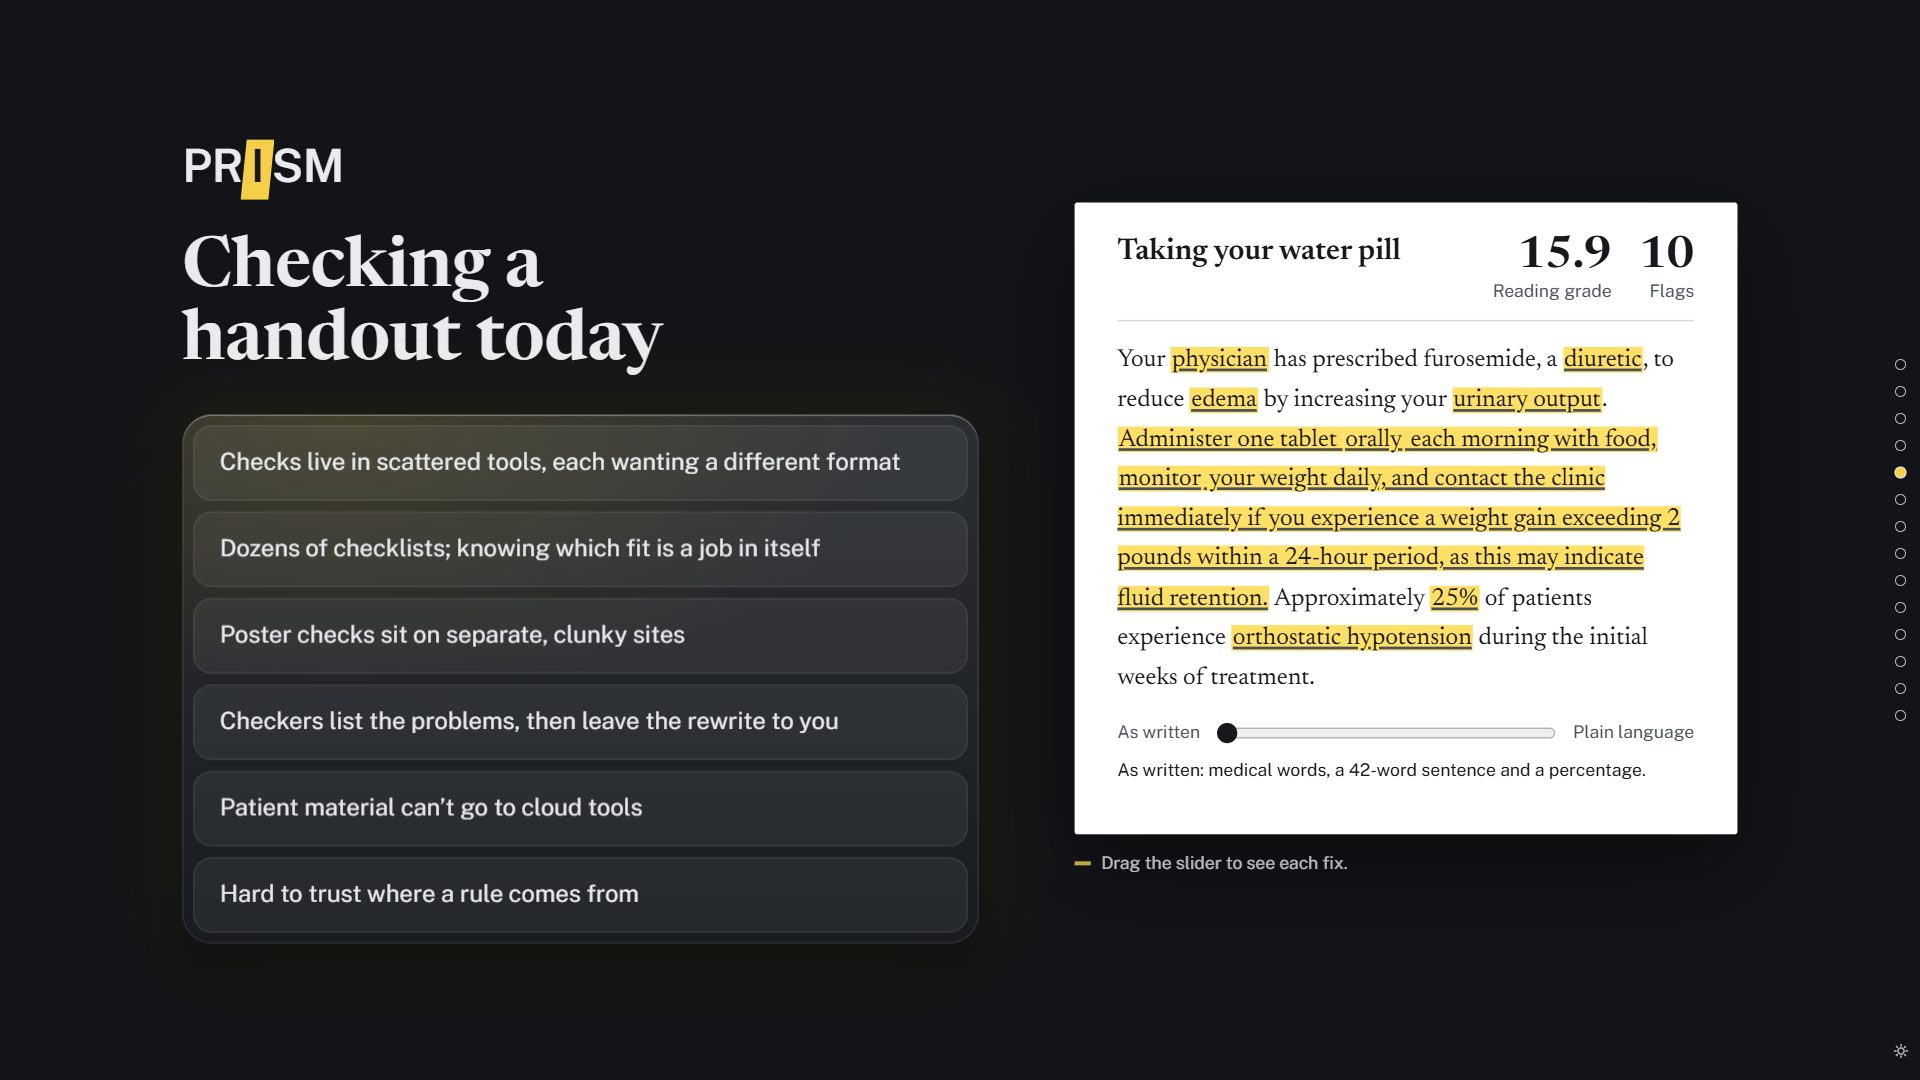 PRISM
Checking a
handout today
Checks live in scattered tools, each wanting a different format
Dozens of checklists; knowing which fit is a job in itself
Poster checks sit on separate, clunky sites
Checkers list the problems, then leave the rewrite to you
Patient material can’t go to cloud tools
Hard to trust where a rule comes from
Taking your water pill
15.9 10
Reading grade Flags
Your physician has prescribed furosemide, a diuretic, to
reduce edema by increasing your urinary output.
Administer one tablet orally each morning with food,
monitor your weight daily, and contact the clinic
immediately if you experience a weight gain exceeding 2
pounds within a 24-hour period, as this may indicate
fluid retention. Approximately 25% of patients
experience orthostatic hypotension during the initial
weeks of treatment.
As written Plain language
As written: medical words, a 42-word sentence and a percentage.
Drag the slider to see each fix.